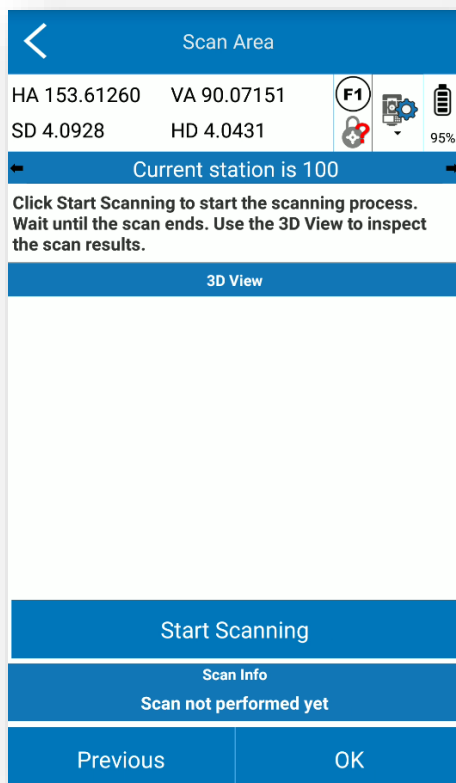 Scan Area
HA 153.61260 VA 90.07151 F1
SD 4.0928 HD 4.0431 95%
Current station is 100
Click Start Scanning to start the scanning process.
Wait until the scan ends. Use the 3D View to inspect
the scan results.
3D View
Start Scanning
Scan Info
Scan not performed yet
Previous OK